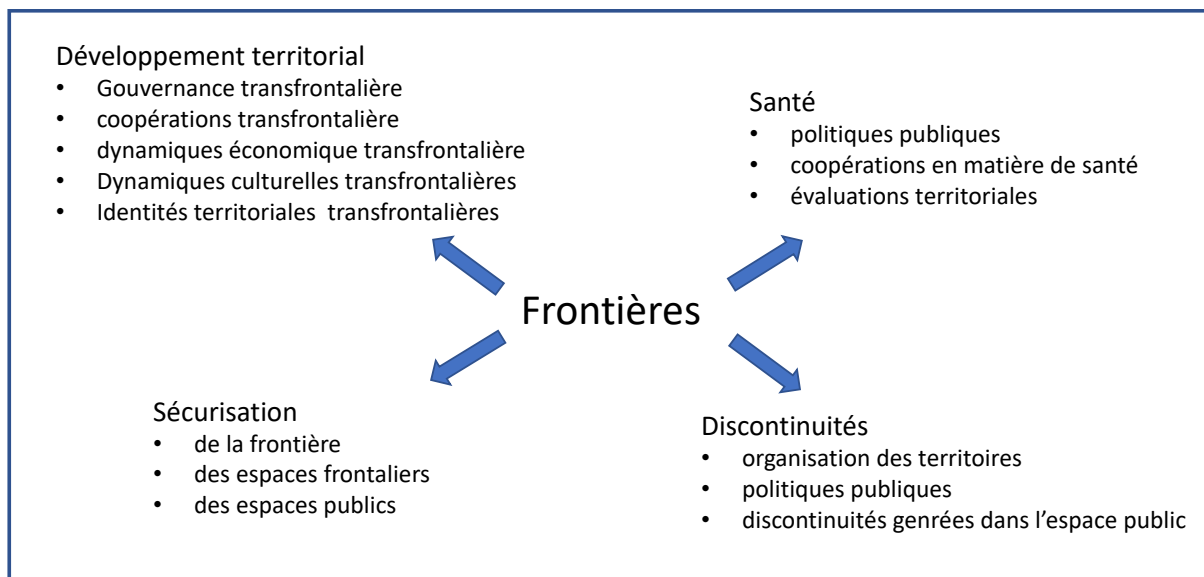 Développement territorial
• Gouvernance transfrontalière
• coopérations transfrontalière
• dynamiques économique transfrontalière
• Dynamiques culturelles transfrontalières
• Identités territoriales transfrontalières
Santé
• politiques publiques
• coopérations en matière de santé
• évaluations territoriales
Frontières
Sécurisation
• de la frontière
• des espaces frontaliers
• des espaces publics
Discontinuités
• organisation des territoires
• politiques publiques
• discontinuités genrées dans l'espace public